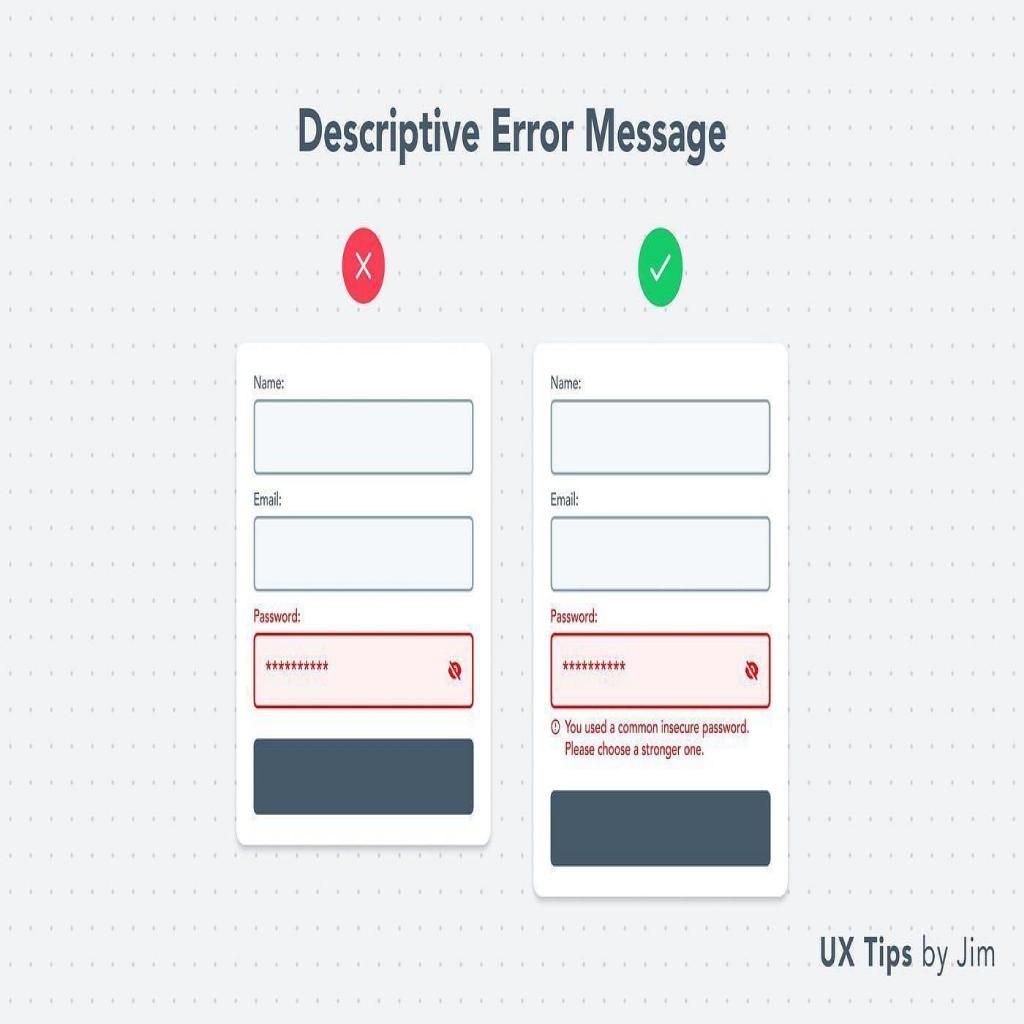 Descriptive Error Message
Name:
Email:
Password:
**********
Name:
Email:
Password:
**********
You used a common insecure password.
Please choose a stronger one.
UX Tips by Jim